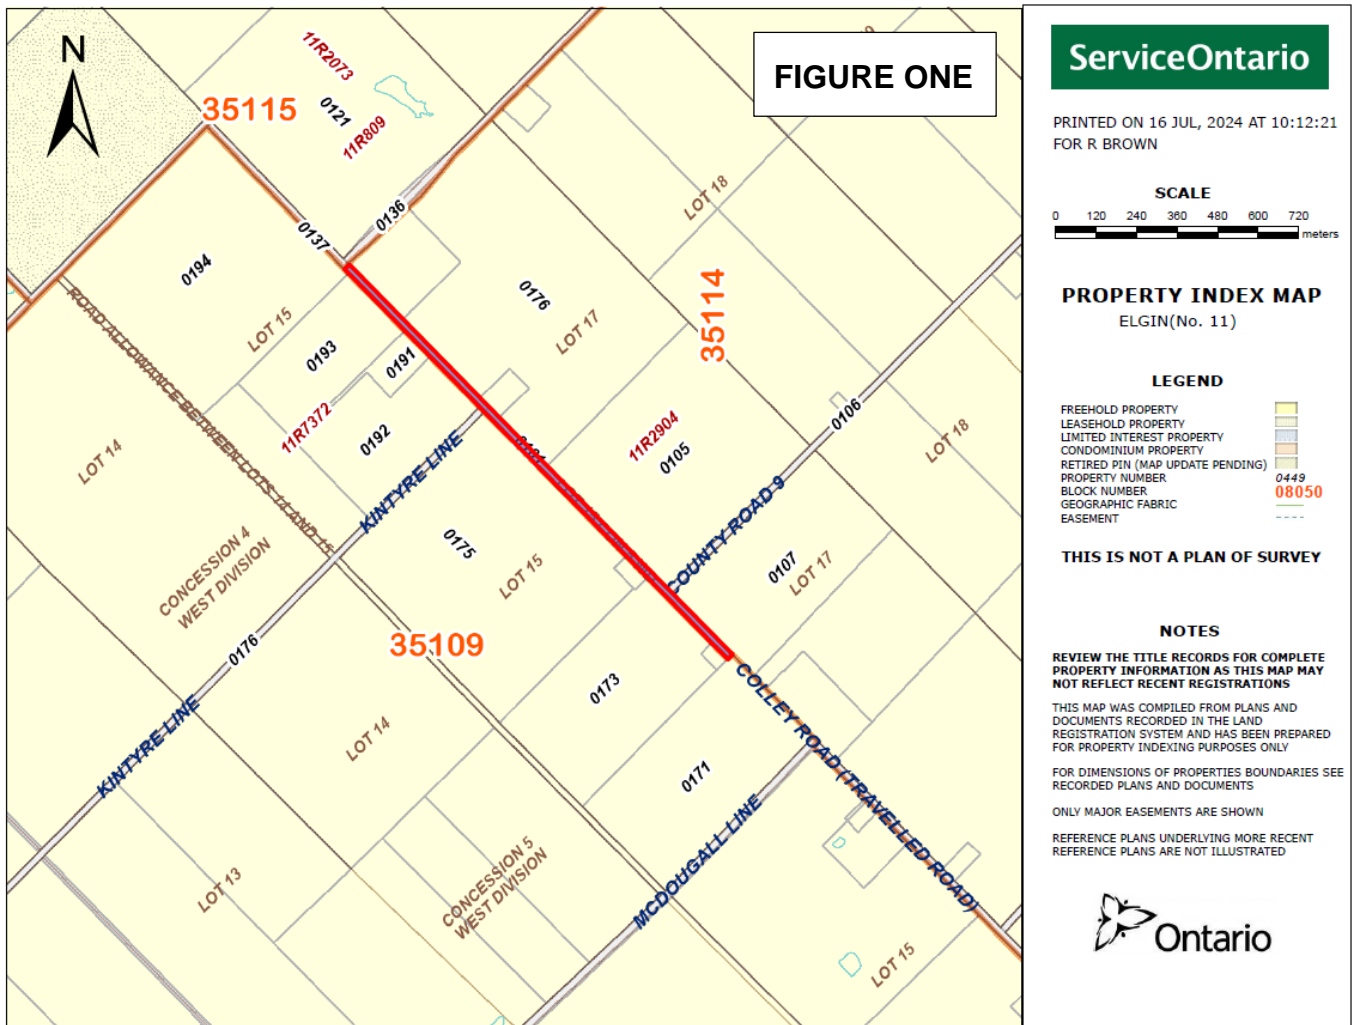 N
FIGURE ONE
35115
11R2073
0121
11R809
0136
0137
0194
LOT 15
LOT 18
0176
LOT 17
35114
0193
0191
11R7372
0192
ROAD ALLOWANCE BETWEEN LOTS 14 AND 15
LOT 14
KINTYRE LINE
11R2904
0105
0106
LOT 18
COUNTY ROAD 9
0107
LOT 17
0175
LOT 15
CONCESSION 4
WEST DIVISION
0176
35109
0173
KINTYRE LINE
LOT 14
COLLEY ROAD (TRAVELLED ROAD)
0171
MCDOUGALL LINE
LOT 13
CONCESSION 5
WEST DIVISION
LOT 15
ServiceOntario
PRINTED ON 16 JUL, 2024 AT 10:12:21
FOR R BROWN
SCALE
0 120 240 360 480 600 720
meters
PROPERTY INDEX MAP
ELGIN(No. 11)
LEGEND
FREEHOLD PROPERTY
LEASEHOLD PROPERTY
LIMITED INTEREST PROPERTY
CONDOMINIUM PROPERTY
RETIRED PIN (MAP UPDATE PENDING)
PROPERTY NUMBER 0449
BLOCK NUMBER 08050
GEOGRAPHIC FABRIC
EASEMENT
THIS IS NOT A PLAN OF SURVEY
NOTES
REVIEW THE TITLE RECORDS FOR COMPLETE
PROPERTY INFORMATION AS THIS MAP MAY
NOT REFLECT RECENT REGISTRATIONS
THIS MAP WAS COMPILED FROM PLANS AND
DOCUMENTS RECORDED IN THE LAND
REGISTRATION SYSTEM AND HAS BEEN PREPARED
FOR PROPERTY INDEXING PURPOSES ONLY
FOR DIMENSIONS OF PROPERTIES BOUNDARIES SEE
RECORDED PLANS AND DOCUMENTS
ONLY MAJOR EASEMENTS ARE SHOWN
REFERENCE PLANS UNDERLYING MORE RECENT
REFERENCE PLANS ARE NOT ILLUSTRATED
Ontario